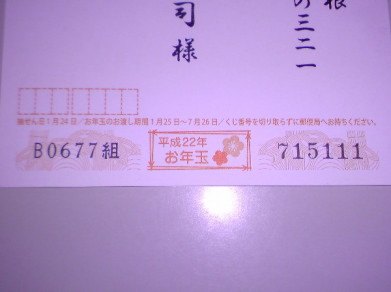 根
の三二一
司様
抽せん日1月24日/お年玉のお渡し期間1月25日～7月26日/くじ番号を切り取らずに郵便局へお持ちください。
B0677組
平成22年
お年玉
715111